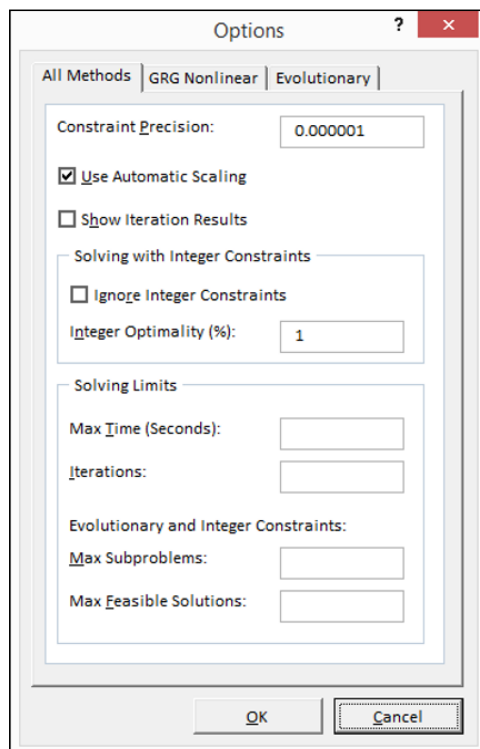 Options ? ×
All Methods GRG Nonlinear Evolutionary
Constraint Precision: 0.000001
Use Automatic Scaling
Show Iteration Results
Solving with Integer Constraints
Ignore Integer Constraints
Integer Optimality (%): 1
Solving Limits
Max Time (Seconds):
Iterations:
Evolutionary and Integer Constraints:
Max Subproblems:
Max Feasible Solutions:
OK Cancel